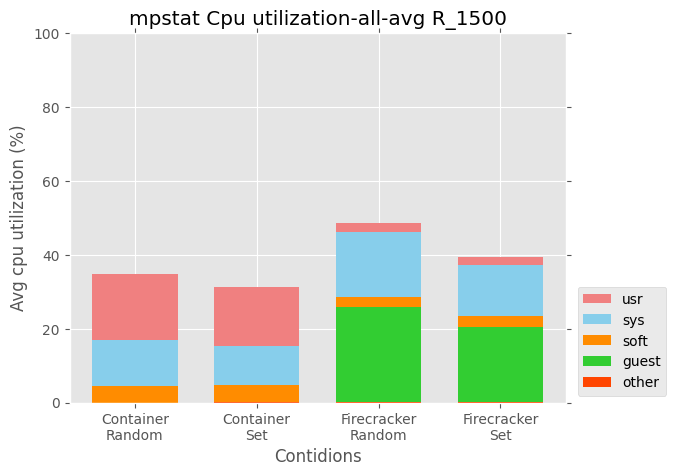 mpstat Cpu utilization-all-avg R_1500
100
80
60
40
20
0
Avg cpu utilization (%)
Container
Random
Container
Set
Firecracker
Random
Firecracker
Set
Contidions
usr
sys
soft
guest
other